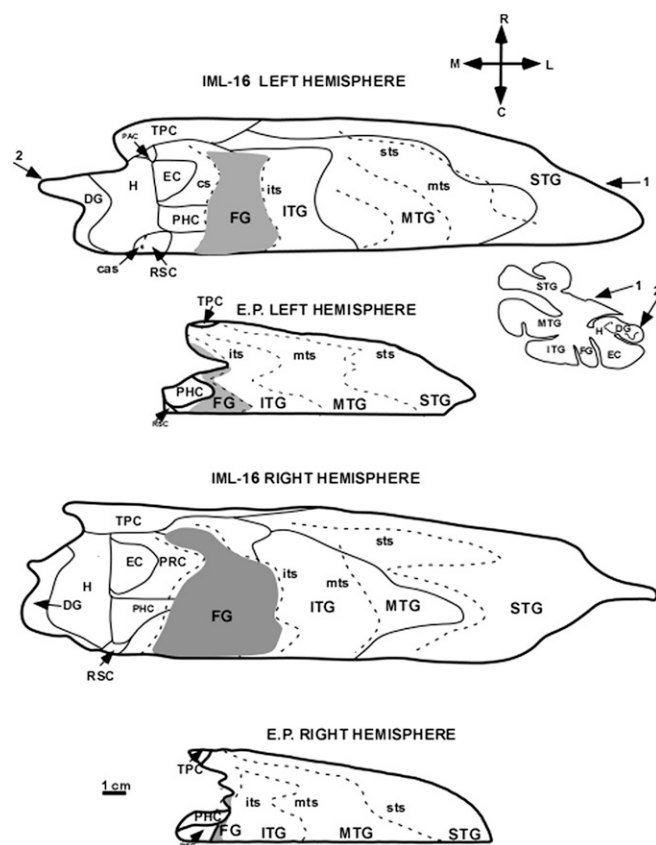 R
M L
C
IML-16 LEFT HEMISPHERE
TPC
PAC
2
H EC cs its sts
DG PHC FG ITG mts MTG STG 1
cas RSC
E.P. LEFT HEMISPHERE
TPC
its mts sts
PHC
RSC FG ITG MTG STG
STG 1
2
MTG H DG
ITG FG EC
IML-16 RIGHT HEMISPHERE
TPC
EC PRC its sts
H mts
DG PHC FG ITG MTG STG
RSC
E.P. RIGHT HEMISPHERE
1 cm
TPC
its mts sts
PHC
FG ITG MTG STG